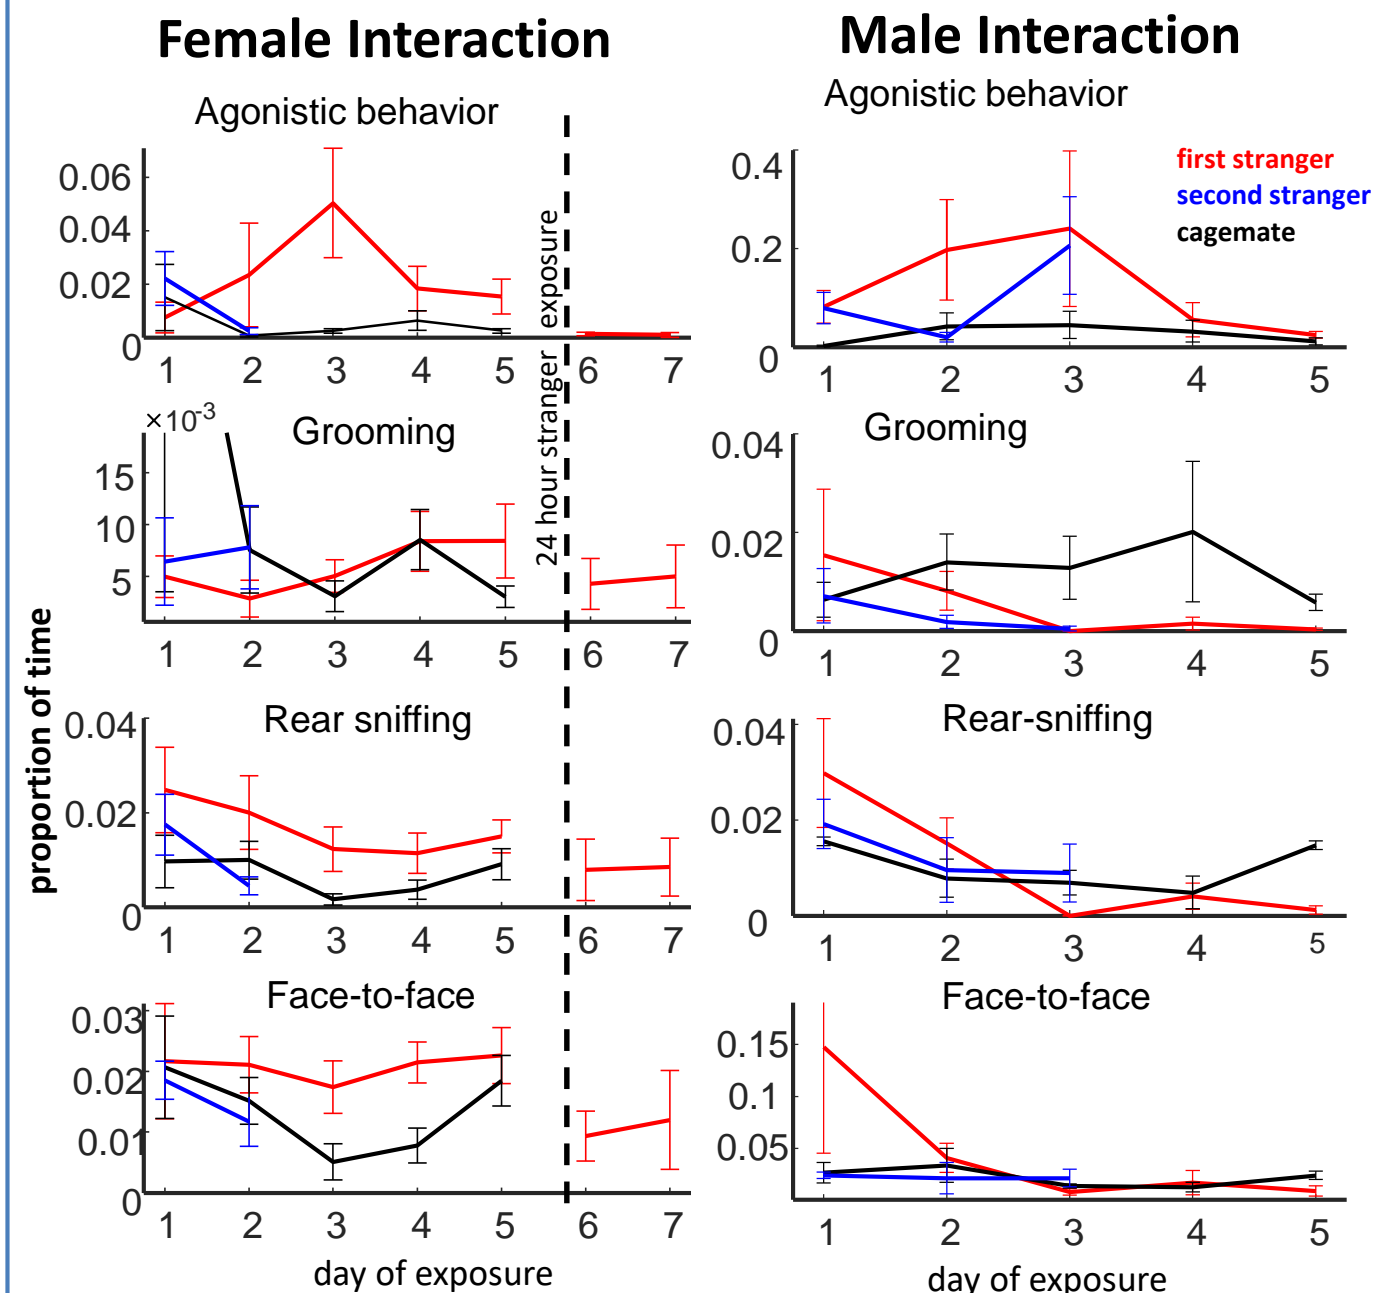 Female Interaction
Male Interaction
Agonistic behavior
Agonistic behavior
first stranger
second stranger
cagemate
0.06
0.04
0.02
0
1 2 3 4 5 6 7
0.4
0.2
0
1 2 3 4 5
24 hour stranger exposure
×10-3
Grooming
15
10
5
1 2 3 4 5 6 7
Grooming
0.04
0.02
0
1 2 3 4 5
proportion of time
Rear sniffing
0.04
0.02
0
1 2 3 4 5 6 7
Rear-sniffing
0.04
0.02
0
1 2 3 4 5
Face-to-face
0.03
0.02
0.01
0
1 2 3 4 5 6 7
day of exposure
Face-to-face
0.15
0.1
0.05
1 2 3 4 5
day of exposure